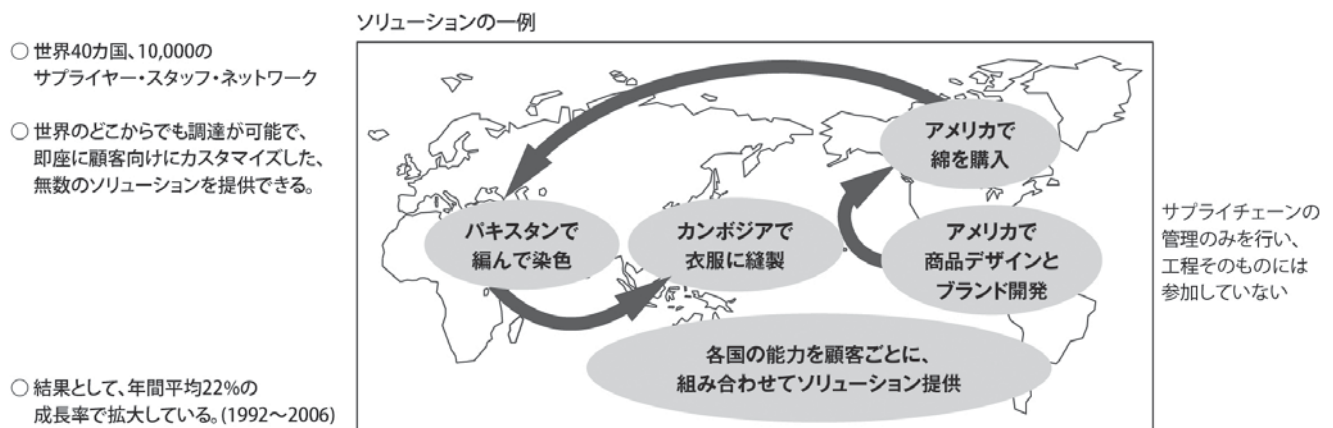 ソリューションの一例
○ 世界40カ国、10,000の
サプライヤー・スタッフ・ネットワーク
○ 世界のどこからでも調達が可能で、
即座に顧客向けにカスタマイズした、
無数のソリューションを提供できる。
○ 結果として、年間平均22%の
成長率で拡大している。(1992〜2006)
アメリカで
綿を購入
パキスタンで
編んで染色
カンボジアで
衣服に縫製
アメリカで
商品デザインと
ブランド開発
各国の能力を顧客ごとに、
組み合わせてソリューション提供
サプライチェーンの
管理のみを行い、
工程そのものには
参加していない